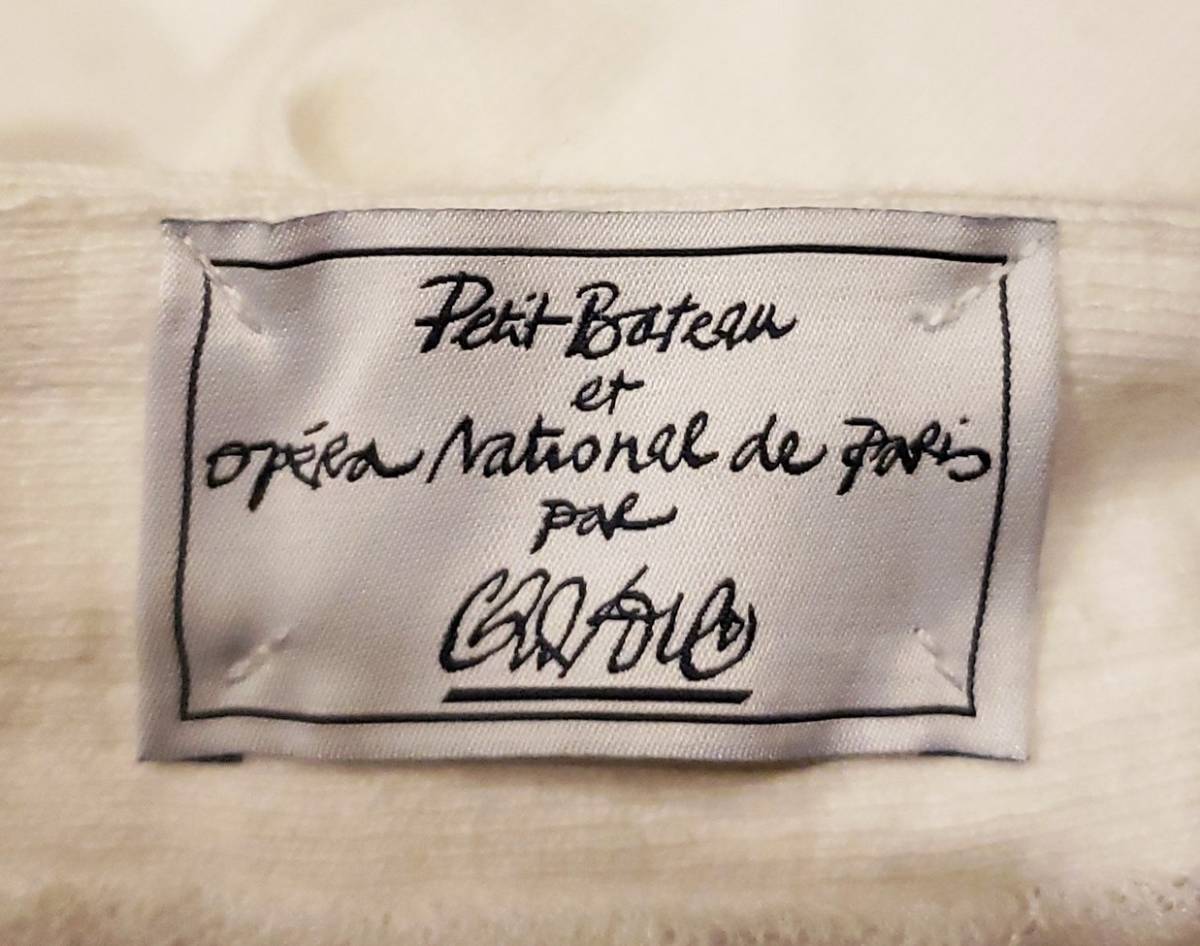 Petit-Bateau
et
opéra National de Paris
par